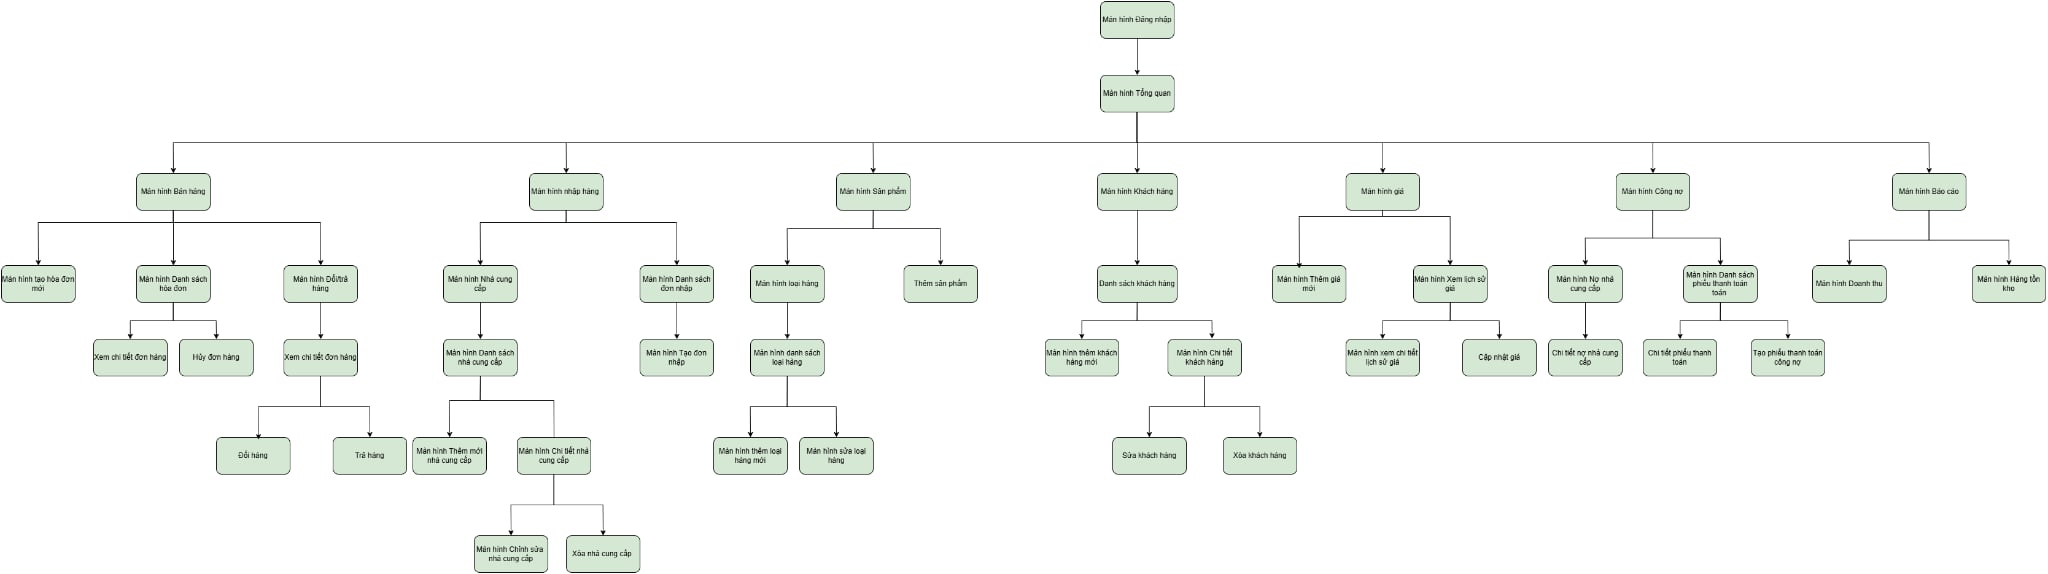 Màn hình Đăng nhập
Màn hình Tổng quan
Màn hình Bán hàng
Màn hình nhập hàng
Màn hình Sản phẩm
Màn hình Khách hàng
Màn hình giá
Màn hình Công nợ
Màn hình Báo cáo
Màn hình tạo hòa đơn
mới
Màn hình Danh sách
hòa đơn
Màn hình Đổi/trả
hàng
Màn hình Nhà cung
cấp
Màn hình Danh sách
đơn nhập
Màn hình loại hàng
Thêm sản phẩm
Danh sách khách hàng
Màn hình Thêm giá
mới
Màn hình Xem lịch sử
giá
Màn hình Nợ nhà
cung cấp
Màn hình Danh sách
phiếu thanh toán
toán
Màn hình Doanh thu
Màn hình Hàng tồn
kho
Xem chi tiết đơn hàng
Hủy đơn hàng
Xem chi tiết đơn hàng
Màn hình Danh sách
nhà cung cấp
Màn hình Tạo đơn
nhập
Màn hình danh sách
loại hàng
Màn hình thêm khách
hàng mới
Màn hình Chi tiết
khách hàng
Màn hình xem chi tiết
lịch sử giá
Cập nhật giá
Chi tiết nợ nhà cung
cấp
Chi tiết phiếu thanh
toán
Tạo phiếu thanh toán
công nợ
Đổi hàng
Trả hàng
Màn hình Thêm mới
nhà cung cấp
Màn hình Chi tiết nhà
cung cấp
Màn hình thêm loại
hàng mới
Màn hình sửa loại
hàng
Sửa khách hàng
Xóa khách hàng
Màn hình Chỉnh sửa
nhà cung cấp
Xóa nhà cung cấp